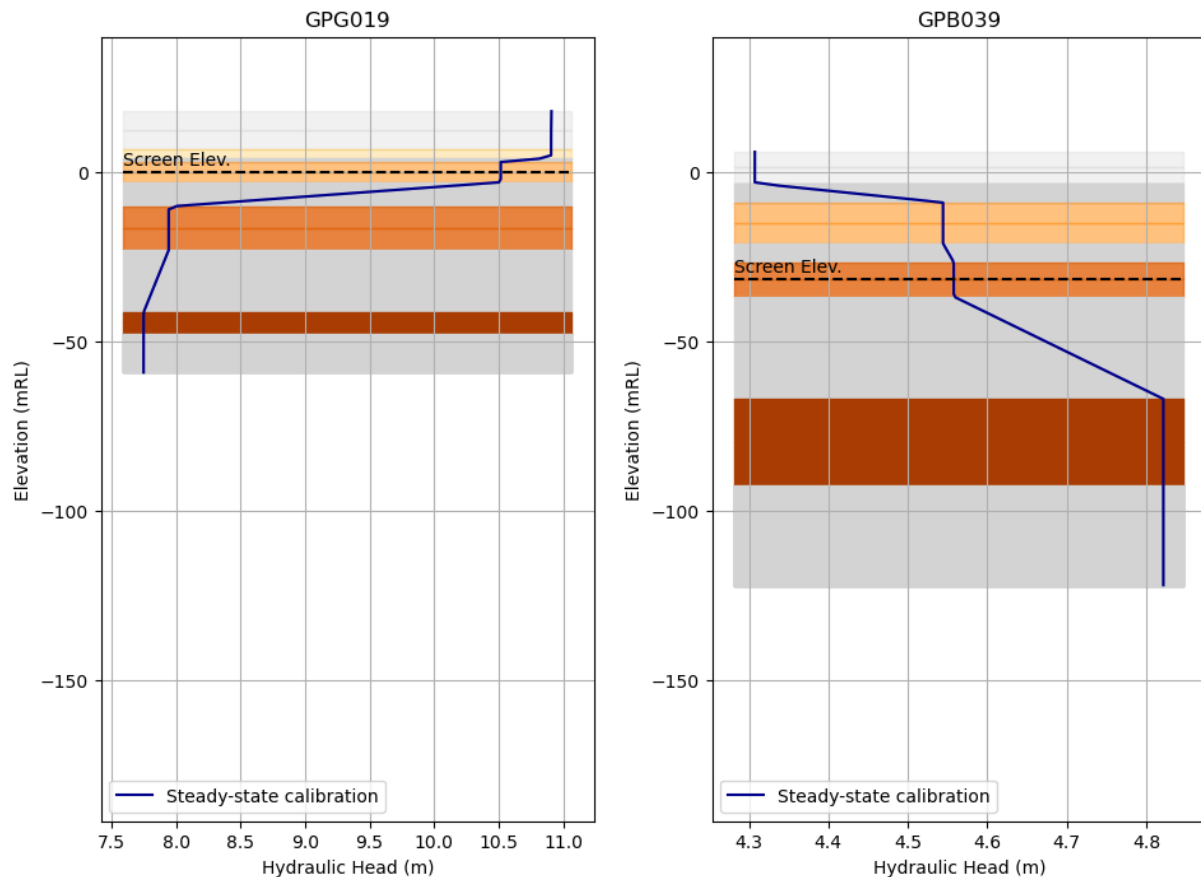 GPG019
Elevation (mRL)
0
−50
−100
−150
Screen Elev.
Steady-state calibration
7.5 8.0 8.5 9.0 9.5 10.0 10.5 11.0
Hydraulic Head (m)
GPB039
Elevation (mRL)
0
−50
−100
−150
Screen Elev.
Steady-state calibration
4.3 4.4 4.5 4.6 4.7 4.8
Hydraulic Head (m)